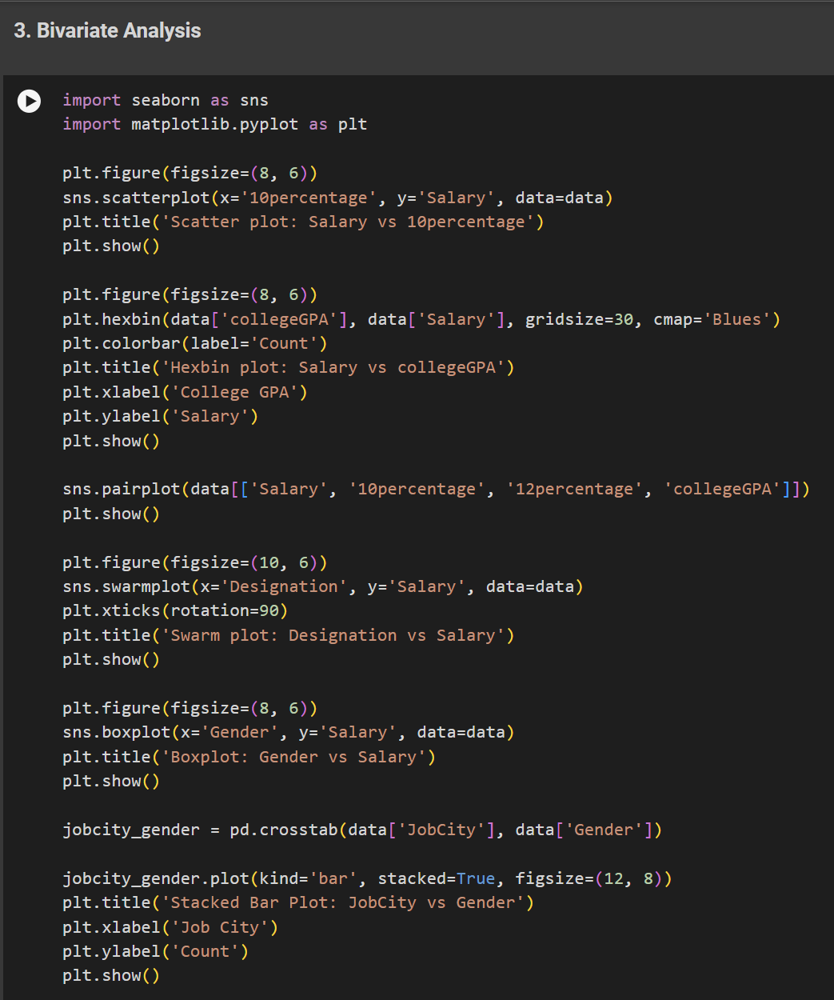 3. Bivariate Analysis
import seaborn as sns
import matplotlib.pyplot as plt
plt.figure(figsize=(8, 6))
sns.scatterplot(x='10percentage', y='Salary', data=data)
plt.title('Scatter plot: Salary vs 10percentage')
plt.show()
plt.figure(figsize=(8, 6))
plt.hexbin(data['collegeGPA'], data['Salary'], gridsize=30, cmap='Blues')
plt.colorbar(label='Count')
plt.title('Hexbin plot: Salary vs collegeGPA')
plt.xlabel('College GPA')
plt.ylabel('Salary')
plt.show()
sns.pairplot(data[['Salary', '10percentage', '12percentage', 'collegeGPA']])
plt.show()
plt.figure(figsize=(10, 6))
sns.swarmplot(x='Designation', y='Salary', data=data)
plt.xticks(rotation=90)
plt.title('Swarm plot: Designation vs Salary')
plt.show()
plt.figure(figsize=(8, 6))
sns.boxplot(x='Gender', y='Salary', data=data)
plt.title('Boxplot: Gender vs Salary')
plt.show()
jobcity_gender = pd.crosstab(data['JobCity'], data['Gender'])
jobcity_gender.plot(kind='bar', stacked=True, figsize=(12, 8))
plt.title('Stacked Bar Plot: JobCity vs Gender')
plt.xlabel('Job City')
plt.ylabel('Count')
plt.show()